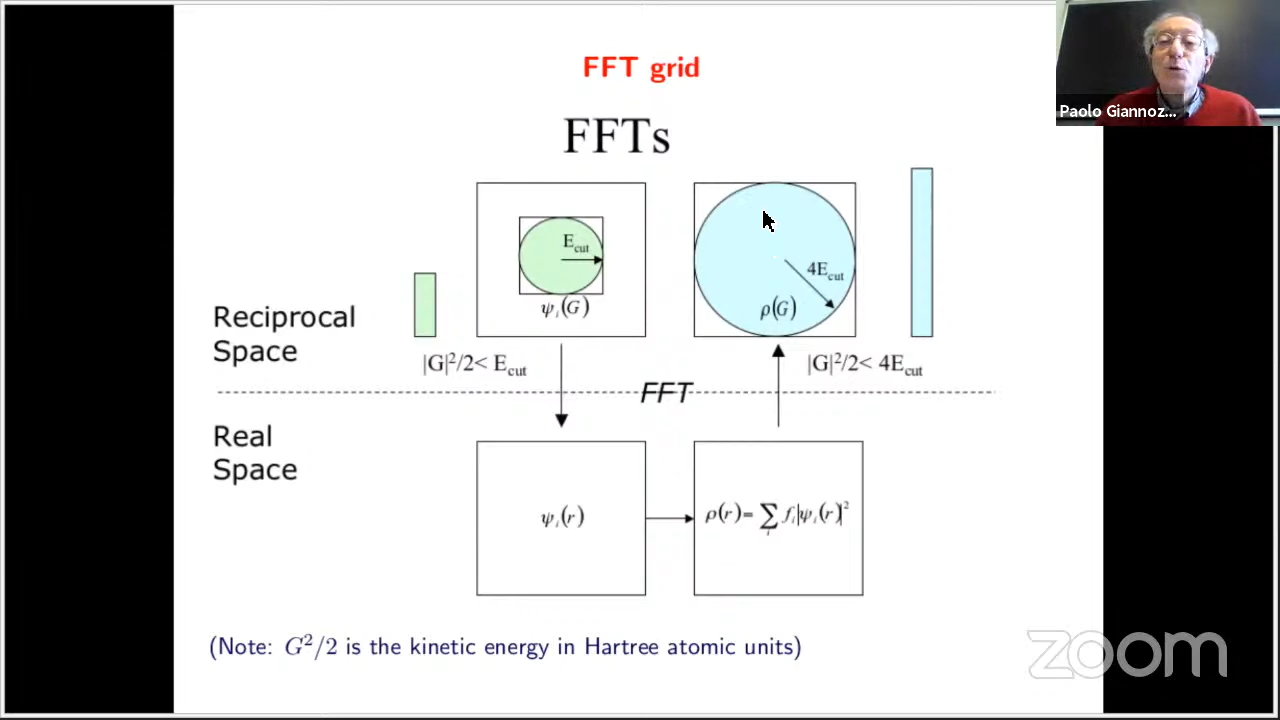 FFT grid
Paolo Giannoz...
FFTs
E_cut
ψ_i(G)
4E_cut
ρ(G)
Reciprocal
Space
|G|²/2< E_cut
|G|²/2< 4E_cut
FFT
Real
Space
ψ_i(r)
ρ(r)= ∑_i f_i|ψ_i(r)|²
(Note: G²/2 is the kinetic energy in Hartree atomic units)
zoom